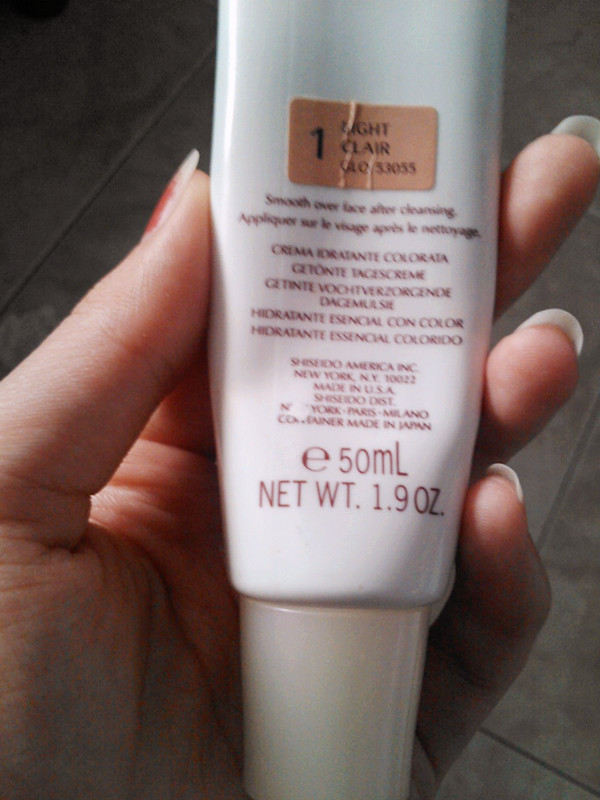 1 LIGHT
CLAIR
GLO 53055
Smooth over face after cleansing.
Appliquer sur le visage après le nettoyage.
CREMA IDRATANTE COLORATA
GETÖNTE TAGESCREME
GETINTE VOCHTVERZORGENDE
DAGEMULSIE
HIDRATANTE ESENCIAL CON COLOR
HIDRATANTE ESSENCIAL COLORIDO
SHISEIDO AMERICA INC.
NEW YORK, N.Y. 10022
MADE IN U.S.A.
SHISEIDO DIST.
YORK·PARIS·MILANO
CONTAINER MADE IN JAPAN
e 50mL
NET WT. 1.9 OZ.